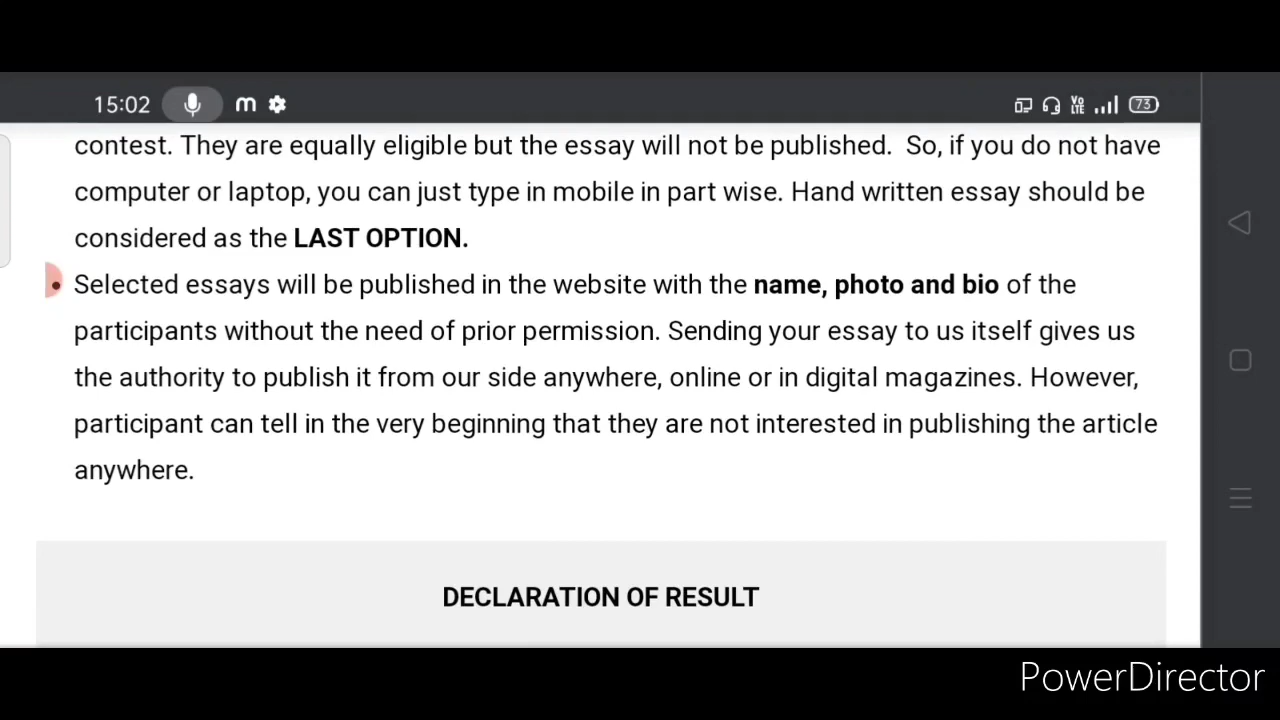 15:02
m
Vo
LTE
73
contest. They are equally eligible but the essay will not be published.  So, if you do not have
computer or laptop, you can just type in mobile in part wise. Hand written essay should be
considered as the LAST OPTION.
• Selected essays will be published in the website with the name, photo and bio of the
participants without the need of prior permission. Sending your essay to us itself gives us
the authority to publish it from our side anywhere, online or in digital magazines. However,
participant can tell in the very beginning that they are not interested in publishing the article
anywhere.
DECLARATION OF RESULT
PowerDirector